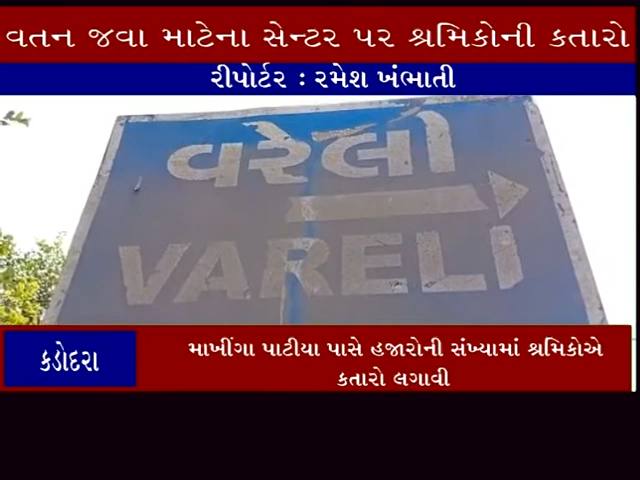 વતન જવા માટેના સેન્ટર પર શ્રમિકોની કતારો
રીપોર્ટર : રમેશ ખંભાતી
વરેલી
VARELI
કડોદરા
માખીંગા પાટીયા પાસે હજારોની સંખ્યામાં શ્રમિકોએ
કતારો લગાવી